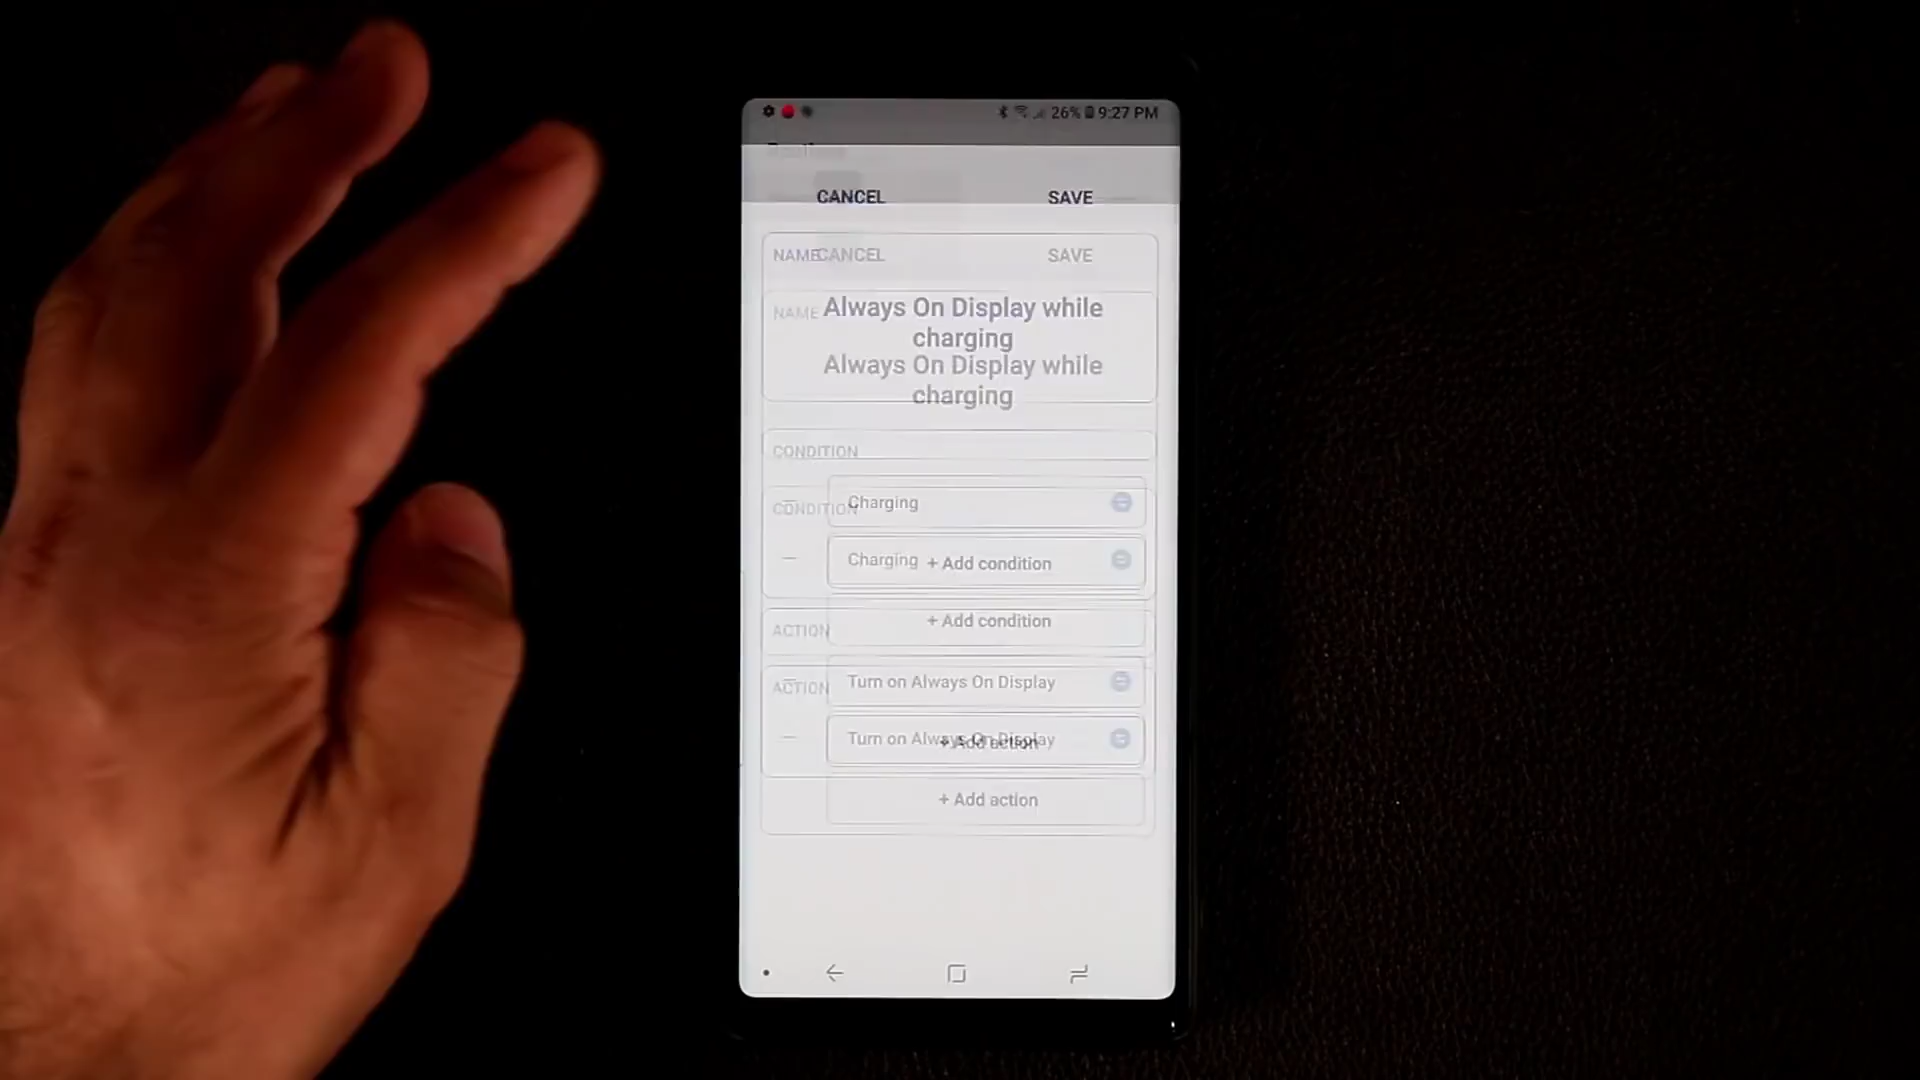 26% 9:27 PM
CANCEL SAVE
NAME CANCEL SAVE
NAME
Always On Display while
charging
Always On Display while
charging
CONDITION
Charging
CONDITION
Charging + Add condition
+ Add condition
ACTION
Turn on Always On Display
ACTION
Turn on Always On Display
+ Add action
+ Add action